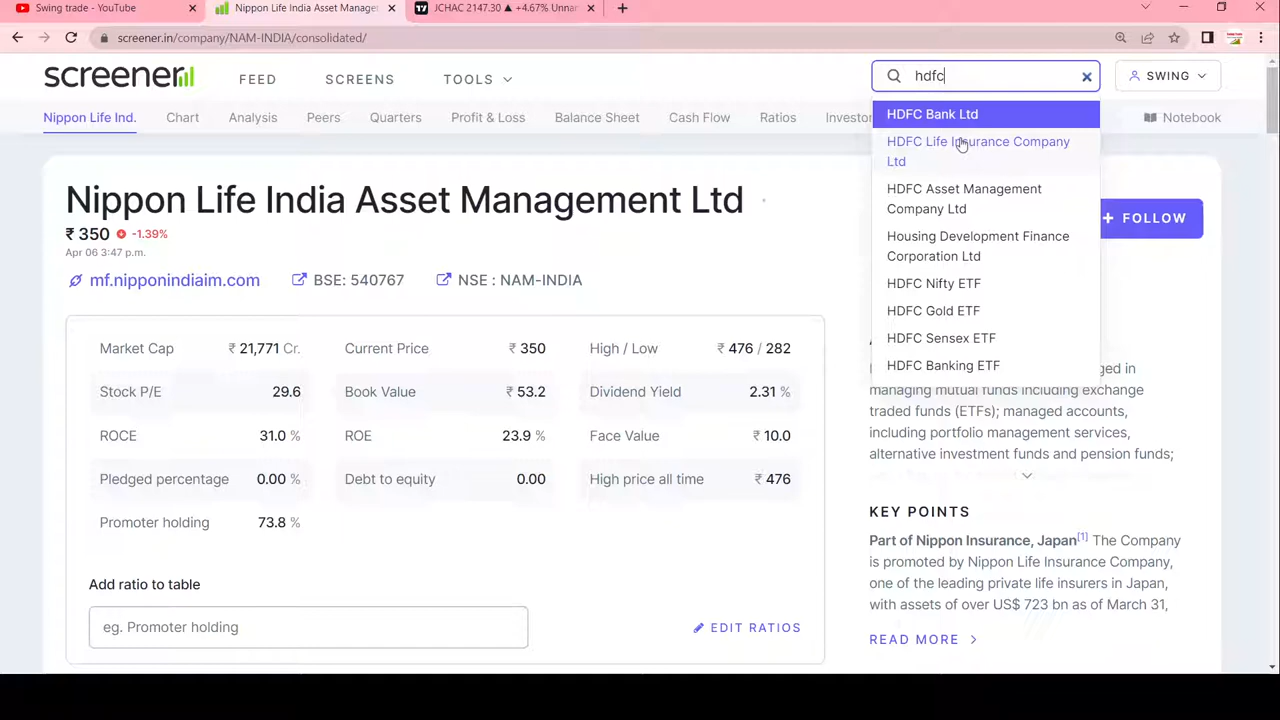 Swing trade - YouTube
Nippon Life India Asset Manage
JCHAC 2147.30 ▲ +4.67% Unnar
screener.in/company/NAM-INDIA/consolidated/
screener
FEED
SCREENS
TOOLS
hdfc
SWING
Nippon Life Ind.
Chart
Analysis
Peers
Quarters
Profit & Loss
Balance Sheet
Cash Flow
Ratios
Investor
Notebook
HDFC Bank Ltd
HDFC Life Insurance Company
Ltd
HDFC Asset Management
Company Ltd
Housing Development Finance
Corporation Ltd
HDFC Nifty ETF
HDFC Gold ETF
HDFC Sensex ETF
HDFC Banking ETF
Nippon Life India Asset Management Ltd
+ FOLLOW
₹ 350 -1.39%
Apr 06 3:47 p.m.
mf.nipponindiaim.com
BSE: 540767
NSE : NAM-INDIA
Market Cap ₹ 21,771 Cr.
Current Price ₹ 350
High / Low ₹ 476 / 282
Stock P/E 29.6
Book Value ₹ 53.2
Dividend Yield 2.31 %
ROCE 31.0 %
ROE 23.9 %
Face Value ₹ 10.0
Pledged percentage 0.00 %
Debt to equity 0.00
High price all time ₹ 476
Promoter holding 73.8 %
Add ratio to table
eg. Promoter holding
EDIT RATIOS
managing mutual funds including exchange
traded funds (ETFs); managed accounts,
including portfolio management services,
alternative investment funds and pension funds;
KEY POINTS
Part of Nippon Insurance, Japan[1] The Company
is promoted by Nippon Life Insurance Company,
one of the leading private life insurers in Japan,
with assets of over US$ 723 bn as of March 31,
READ MORE >